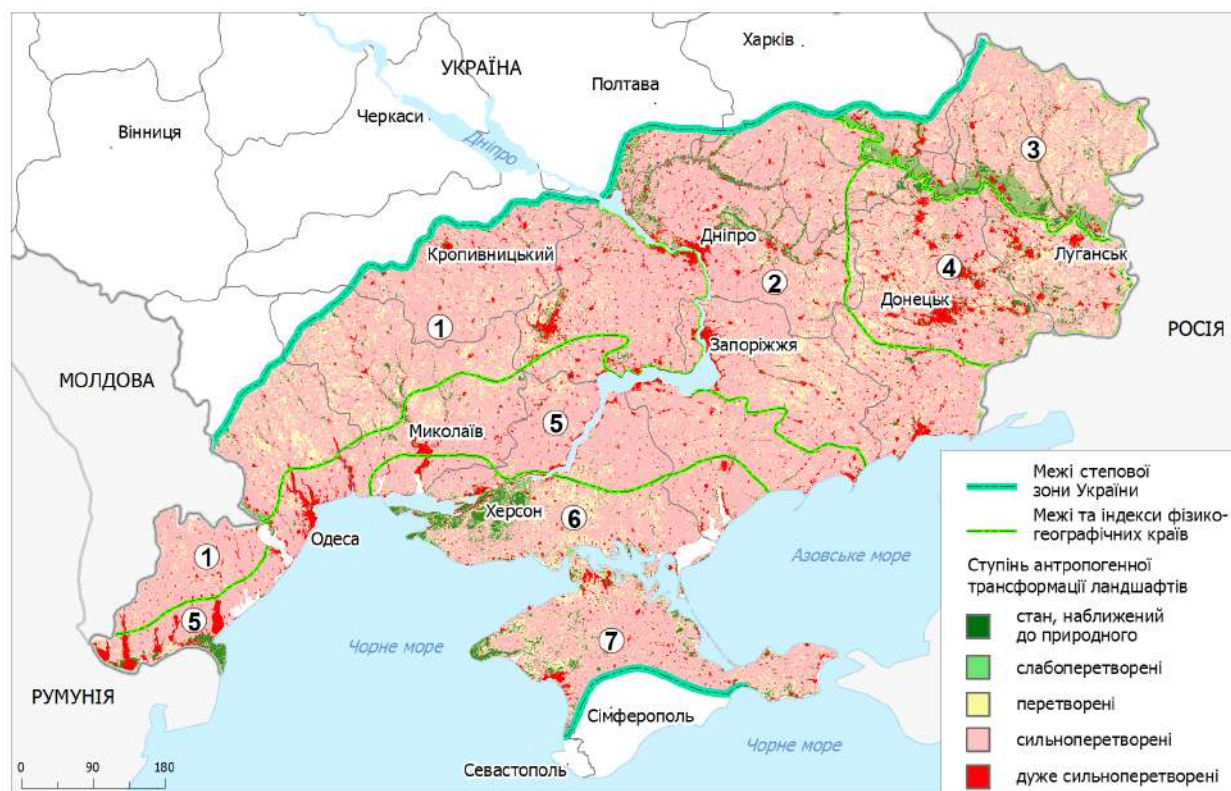 Харків
УКРАЇНА
Полтава
Черкаси
Вінниця
Дніпро
3
Дніпро
Кропивницький
Луганськ
4
2
Донецьк
1
РОСІЯ
Запоріжжя
МОЛДОВА
Миколаїв
5
Херсон
6
Одеса
1
Азовське море
5
Чорне море
7
РУМУНІЯ
Сімферополь
Чорне море
Севастополь
0 90 180
Межі степової
зони України
Межі та індекси фізико-
географічних країв
Ступінь антропогенної
трансформації ландшафтів
стан, наближений
до природного
слабоперетворені
перетворені
сильноперетворені
дуже сильноперетворені